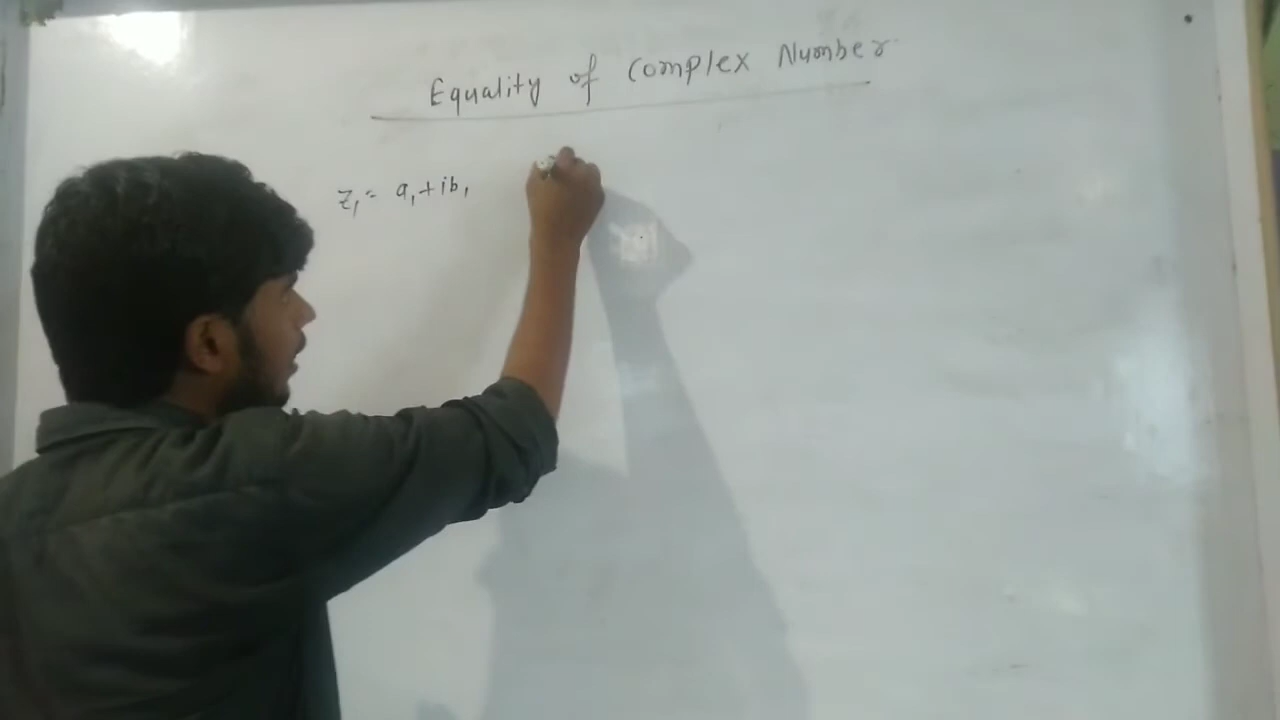 Equality of Complex Number
z₁ = a₁+ib₁